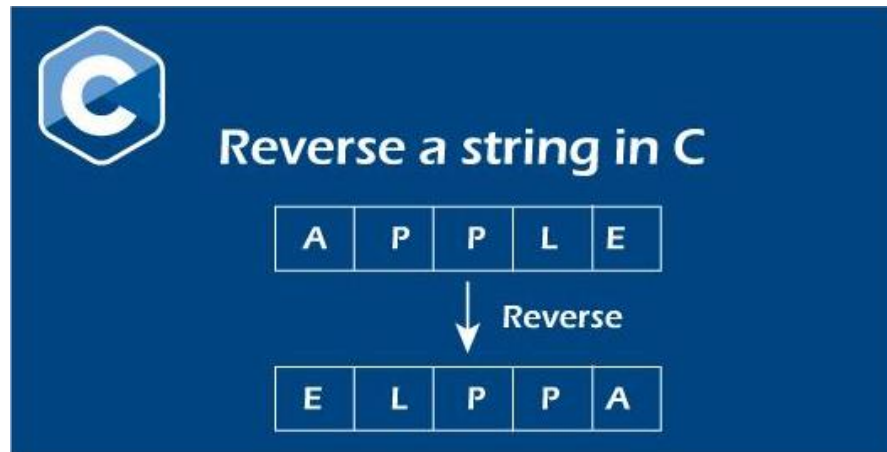 C
Reverse a string in C
A P P L E
Reverse
E L P P A